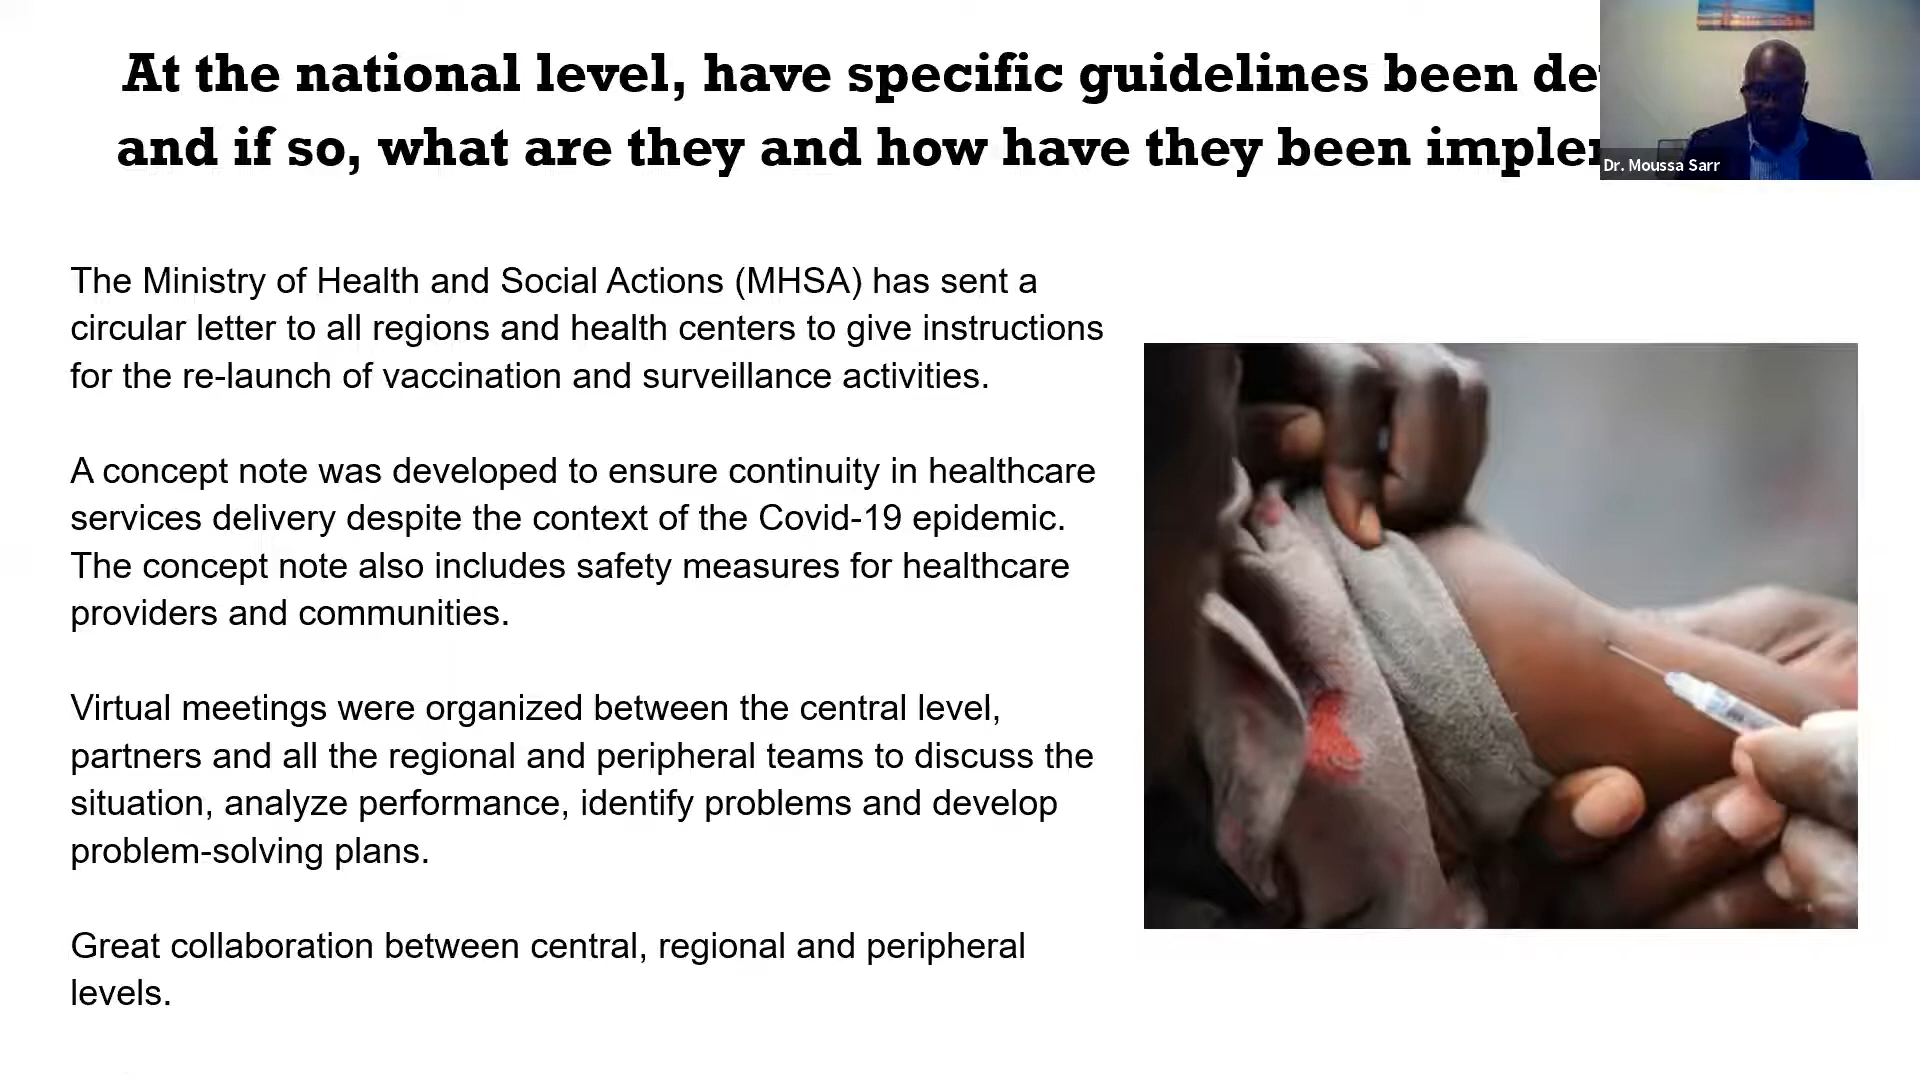 At the national level, have specific guidelines been
and if so, what are they and how have they been
Dr. Moussa Sarr
The Ministry of Health and Social Actions (MHSA) has sent a
circular letter to all regions and health centers to give instructions
for the re-launch of vaccination and surveillance activities.
A concept note was developed to ensure continuity in healthcare
services delivery despite the context of the Covid-19 epidemic.
The concept note also includes safety measures for healthcare
providers and communities.
Virtual meetings were organized between the central level,
partners and all the regional and peripheral teams to discuss the
situation, analyze performance, identify problems and develop
problem-solving plans.
Great collaboration between central, regional and peripheral
levels.